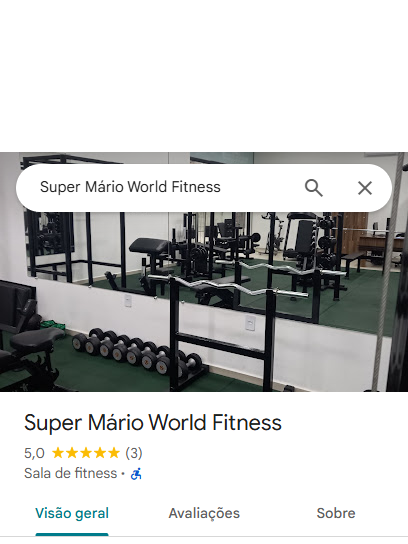 Super Mário World Fitness
Super Mário World Fitness
5,0 ★★★★★ (3)
Sala de fitness ·
Visão geral Avaliações Sobre